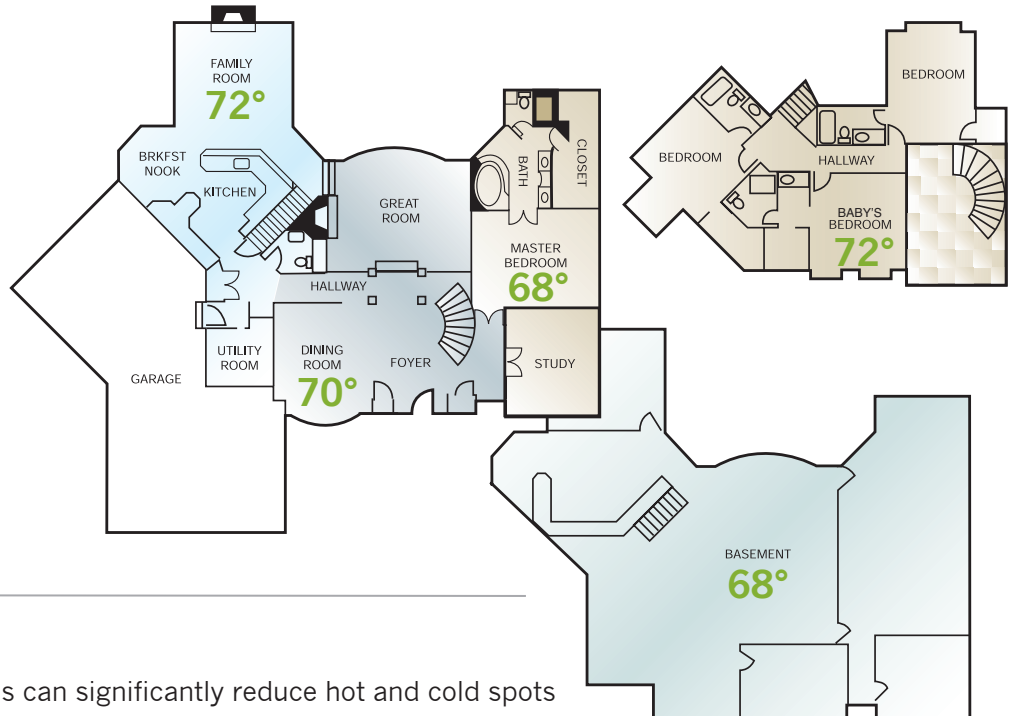 FAMILY
ROOM
72°
BRKFST
NOOK
KITCHEN
GREAT
ROOM
BATH
CLOSET
MASTER
BEDROOM
68°
HALLWAY
UTILITY
ROOM
DINING
ROOM
70°
FOYER
STUDY
GARAGE
BEDROOM
BEDROOM
HALLWAY
BABY'S
BEDROOM
72°
BASEMENT
68°
s can significantly reduce hot and cold spots